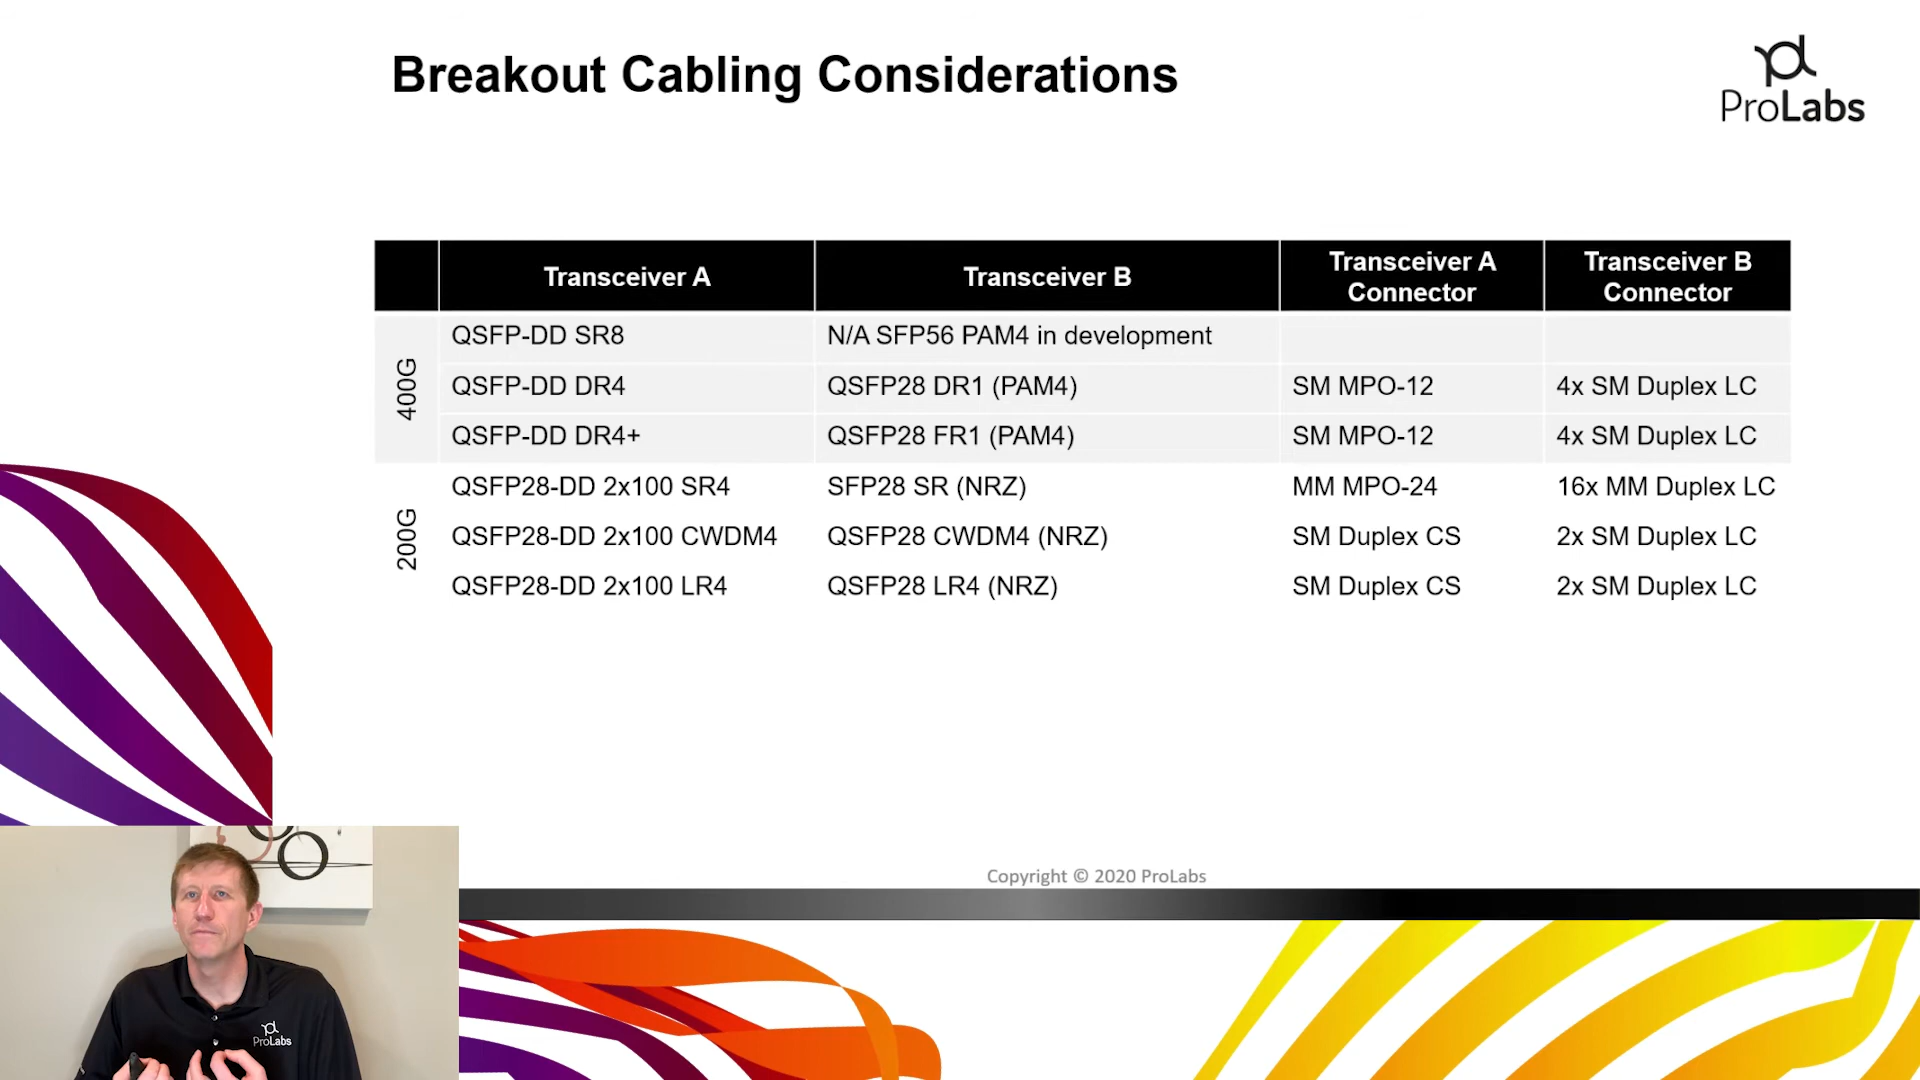 Breakout Cabling Considerations
ProLabs
Transceiver A
Transceiver B
Transceiver A Connector
Transceiver B Connector
400G
QSFP-DD SR8
N/A SFP56 PAM4 in development
QSFP-DD DR4
QSFP28 DR1 (PAM4)
SM MPO-12
4x SM Duplex LC
QSFP-DD DR4+
QSFP28 FR1 (PAM4)
SM MPO-12
4x SM Duplex LC
200G
QSFP28-DD 2x100 SR4
SFP28 SR (NRZ)
MM MPO-24
16x MM Duplex LC
QSFP28-DD 2x100 CWDM4
QSFP28 CWDM4 (NRZ)
SM Duplex CS
2x SM Duplex LC
QSFP28-DD 2x100 LR4
QSFP28 LR4 (NRZ)
SM Duplex CS
2x SM Duplex LC
Copyright © 2020 ProLabs
ProLabs